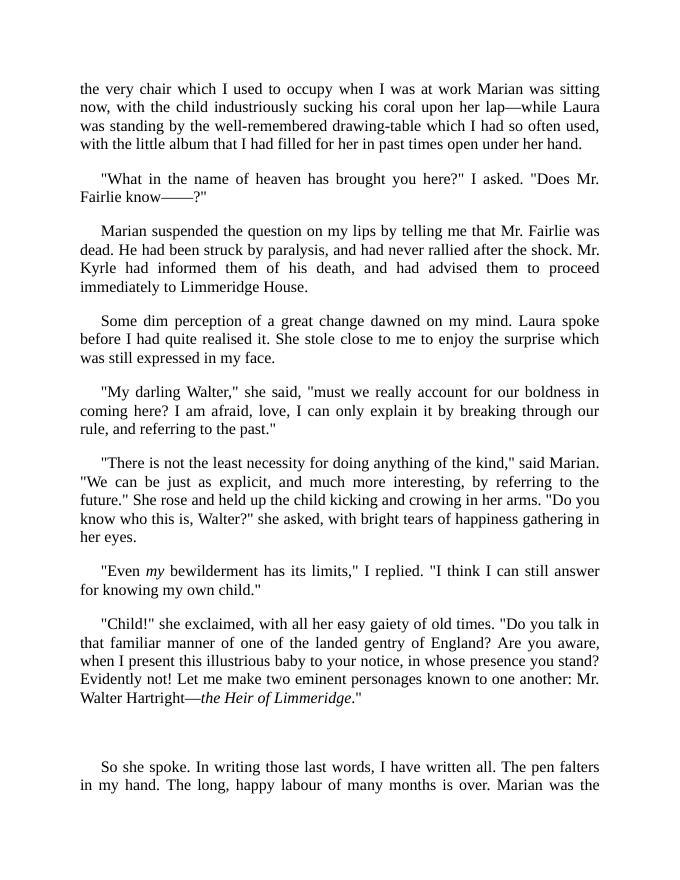 the very chair which I used to occupy when I was at work Marian was sitting
now, with the child industriously sucking his coral upon her lap—while Laura
was standing by the well-remembered drawing-table which I had so often used,
with the little album that I had filled for her in past times open under her hand.
"What in the name of heaven has brought you here?" I asked. "Does Mr.
Fairlie know——?"
Marian suspended the question on my lips by telling me that Mr. Fairlie was
dead. He had been struck by paralysis, and had never rallied after the shock. Mr.
Kyrle had informed them of his death, and had advised them to proceed
immediately to Limmeridge House.
Some dim perception of a great change dawned on my mind. Laura spoke
before I had quite realised it. She stole close to me to enjoy the surprise which
was still expressed in my face.
"My darling Walter," she said, "must we really account for our boldness in
coming here? I am afraid, love, I can only explain it by breaking through our
rule, and referring to the past."
"There is not the least necessity for doing anything of the kind," said Marian.
"We can be just as explicit, and much more interesting, by referring to the
future." She rose and held up the child kicking and crowing in her arms. "Do you
know who this is, Walter?" she asked, with bright tears of happiness gathering in
her eyes.
"Even my bewilderment has its limits," I replied. "I think I can still answer
for knowing my own child."
"Child!" she exclaimed, with all her easy gaiety of old times. "Do you talk in
that familiar manner of one of the landed gentry of England? Are you aware,
when I present this illustrious baby to your notice, in whose presence you stand?
Evidently not! Let me make two eminent personages known to one another: Mr.
Walter Hartright—the Heir of Limmeridge."
So she spoke. In writing those last words, I have written all. The pen falters
in my hand. The long, happy labour of many months is over. Marian was the